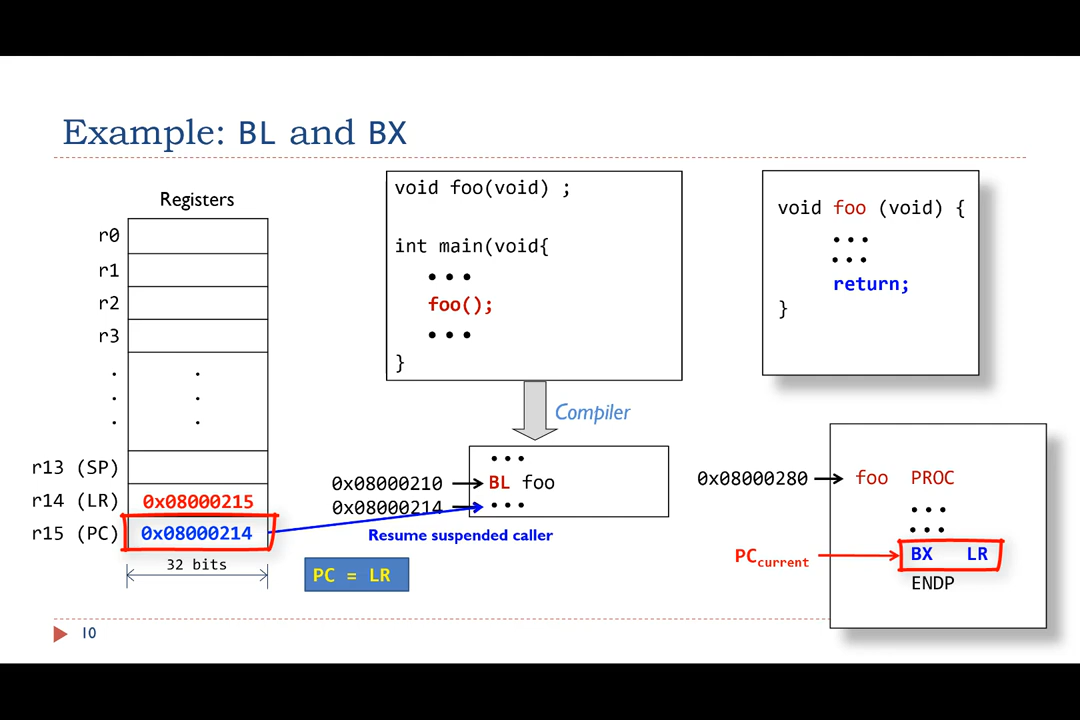 Example: BL and BX
Registers
r0
r1
r2
r3
r13 (SP)
r14 (LR) 0x08000215
r15 (PC) 0x08000214
32 bits
void foo(void) ;
int main(void{
•••
foo();
•••
}
Compiler
•••
0x08000210 BL foo
0x08000214 •••
Resume suspended caller
PC = LR
void foo (void) {
•••
•••
return;
}
0x08000280 foo PROC
•••
•••
PCcurrent BX LR
ENDP
10